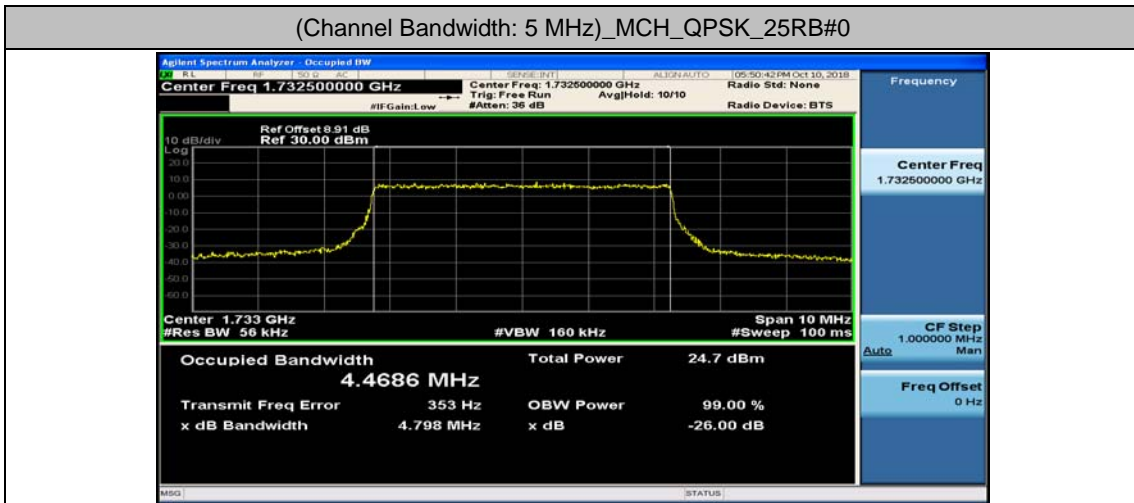 (Channel Bandwidth: 5 MHz)_MCH_QPSK_25RB#0
Agilent Spectrum Analyzer - Occupied BW
RL RF 50 Ω AC SENSE:INT ALIGN AUTO 05:50:42 PM Oct 10, 2018
Center Freq 1.732500000 GHz
Center Freq: 1.732500000 GHz
Radio Std: None
Trig: Free Run Avg|Hold: 10/10
#IFGain:Low
#Atten: 36 dB
Radio Device: BTS
Ref Offset 8.91 dB
10 dB/div Ref 30.00 dBm
Log
20.0
10.0
0.00
-10.0
-20.0
-30.0
-40.0
-50.0
-60.0
Center 1.733 GHz Span 10 MHz
#Res BW 56 kHz #VBW 160 kHz #Sweep 100 ms
Occupied Bandwidth Total Power 24.7 dBm
4.4686 MHz
Transmit Freq Error 353 Hz OBW Power 99.00 %
x dB Bandwidth 4.798 MHz x dB -26.00 dB
MSG STATUS
Frequency
Center Freq
1.732500000 GHz
CF Step
1.000000 MHz
Auto Man
Freq Offset
0 Hz